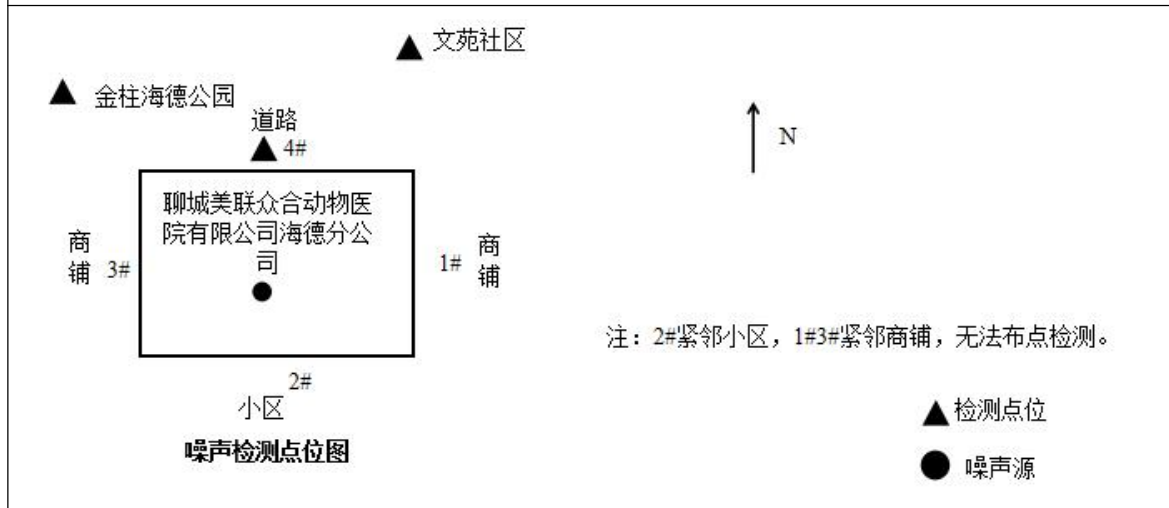 文苑社区
金柱海德公园
道路
4#
聊城美联众合动物医
院有限公司海德分公
司
商
铺
3#
1#
商
铺
2#
小区
噪声检测点位图
N
注：2#紧邻小区，1#3#紧邻商铺，无法布点检测。
检测点位
噪声源